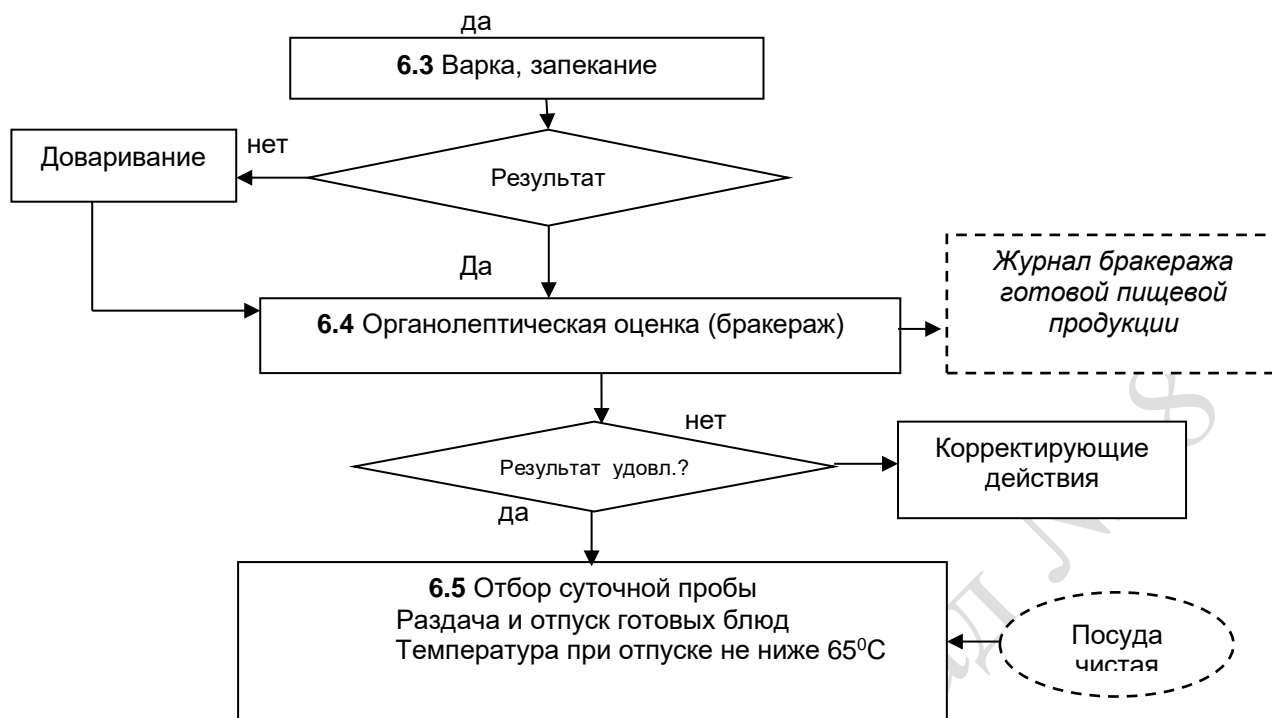 да
6.3 Варка, запекание
нет
Доваривание
Результат
Да
Журнал бракеража
готовой пищевой
продукции
6.4 Органолептическая оценка (бракераж)
нет
Результат удовл.?
Корректирующие
действия
да
6.5 Отбор суточной пробы
Раздача и отпуск готовых блюд
Температура при отпуске не ниже 65⁰С
Посуда
чистая